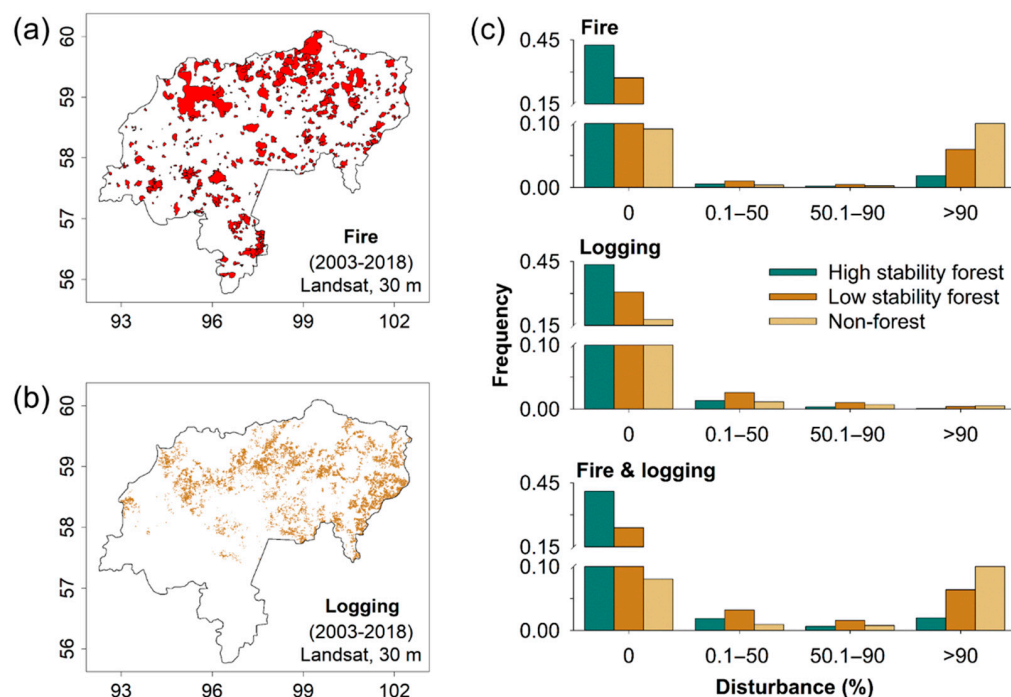 (a)
60
59
58
57
56
Fire
(2003-2018)
Landsat, 30 m
93 96 99 102
(b)
60
59
58
57
56
Logging
(2003-2018)
Landsat, 30 m
93 96 99 102
(c)
Fire
0.45
0.15
0.10
0.00
0 0.1–50 50.1–90 >90
Logging
0.45
0.15
0.10
0.00
High stability forest
Low stability forest
Non-forest
0 0.1–50 50.1–90 >90
Frequency
Fire & logging
0.45
0.15
0.10
0.00
0 0.1–50 50.1–90 >90
Disturbance (%)